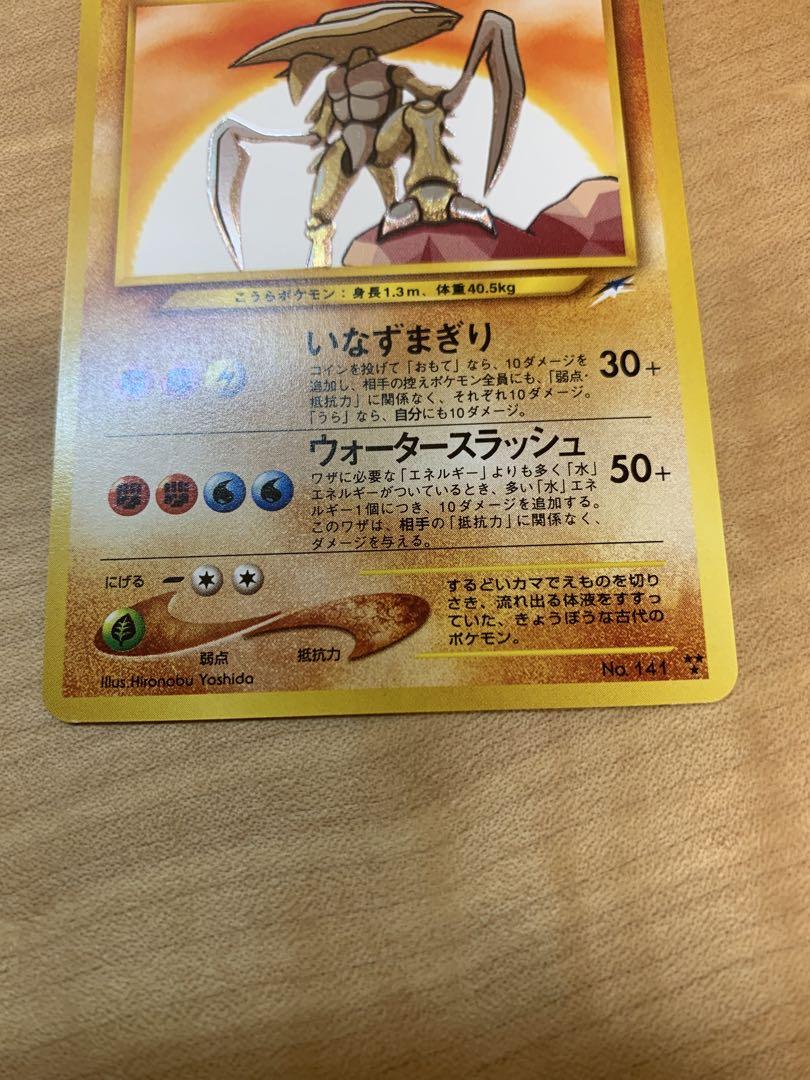 こうらポケモン：身長1.3m、体重40.5kg
いなずまぎり
30+
コインを投げて「おもて」なら、10ダメージを
追加し、相手の控えポケモン全員にも、「弱点・
抵抗力」に関係なく、それぞれ10ダメージ。
「うら」なら、自分にも10ダメージ。
ウォータースラッシュ
50+
ワザに必要な「エネルギー」よりも多く「水」
エネルギーがついているとき、多い「水」エネ
ルギー1個につき、10ダメージを追加する。
このワザは、相手の「抵抗力」に関係なく、
ダメージを与える。
にげる
弱点
抵抗力
するどいカマでえものを切り
さき、流れ出る体液をすすっ
ていた、きょうぼうな古代の
ポケモン。
Illus.Hironobu Yoshida
No.141